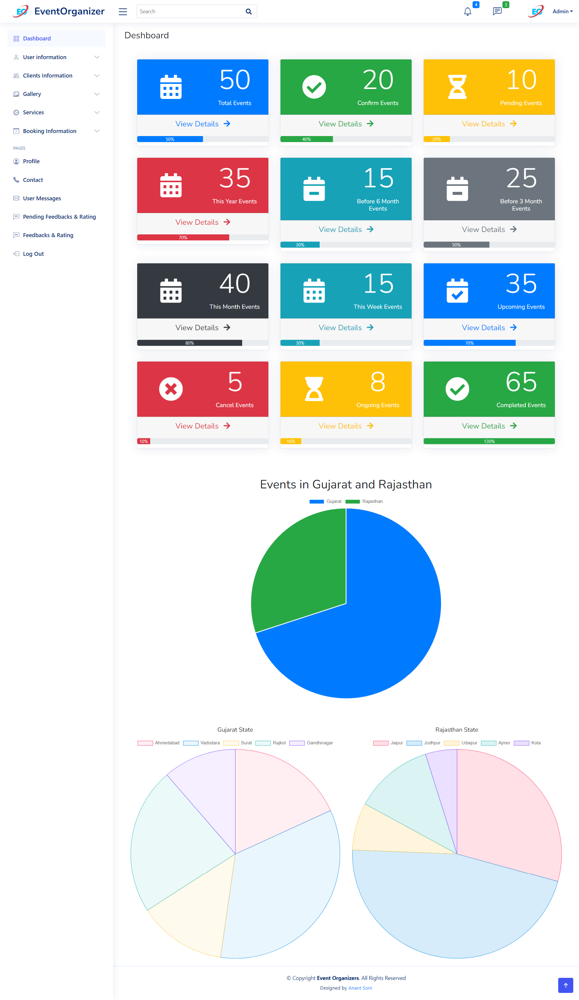 EO EventOrganizer
Search
4
3
EO
Admin
Dashboard
User information
Clients Information
Gallery
Services
Booking Information
PAGES
Profile
Contact
User Messages
Pending Feedbacks & Rating
Feedbacks & Rating
Log Out
Deshboard
50
Total Events
View Details
50%
20
Confirm Events
View Details
40%
10
Pending Events
View Details
20%
35
This Year Events
View Details
70%
15
Before 6 Month
Events
View Details
30%
25
Before 3 Month
Events
View Details
50%
40
This Month Events
View Details
80%
15
This Week Events
View Details
30%
35
Upcoming Events
View Details
70%
5
Cancel Events
View Details
10%
8
Ongoing Events
View Details
16%
65
Completed Events
View Details
130%
Events in Gujarat and Rajasthan
Gujarat Rajasthan
Gujarat State
Ahmedabad Vadodara Surat Rajkot Gandhinagar
Rajasthan State
Jaipur Jodhpur Udaipur Ajmer Kota
© Copyright Event Organizers. All Rights Reserved
Designed by Anant Soni